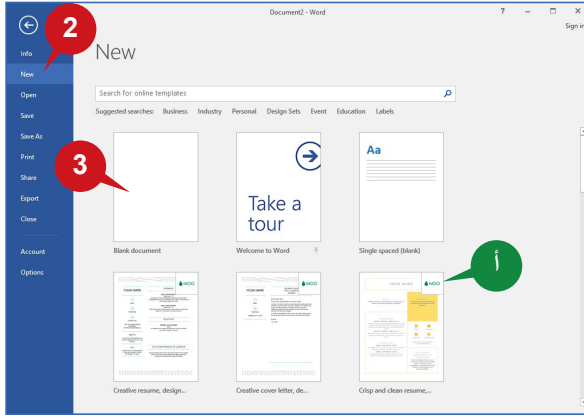 Document2 - Word
?
Sign in
2
Info
New
New
Open
Search for online templates
Save
Suggested searches: Business Industry Personal Design Sets Event Education Labels
Save As
Print
3
Share
Export
Close
Account
Options
Aa
Take a
tour
Blank document
Welcome to Word
Single spaced (blank)
أ
YOUR NAME
MOO
MOO
YOUR NAME
MOO
Creative resume, design...
Creative cover letter, de...
Crisp and clean resume,...